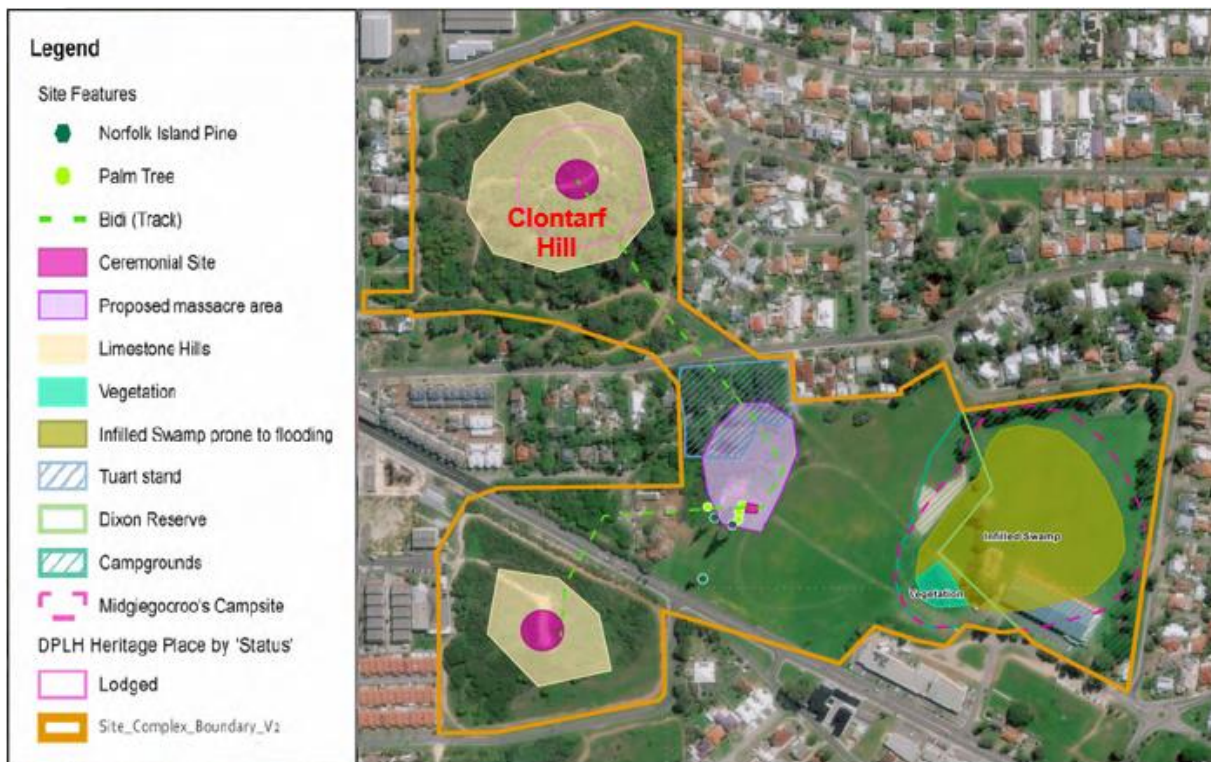 Legend
Site Features
Norfolk Island Pine
Palm Tree
Bidi (Track)
Ceremonial Site
Proposed massacre area
Limestone Hills
Vegetation
Infilled Swamp prone to flooding
Tuart stand
Dixon Reserve
Campgrounds
Midgiegooroo's Campsite
DPLH Heritage Place by 'Status'
Lodged
Site_Complex_Boundary_V2
Clontarf
Hill
Infilled Swamp
Vegetation